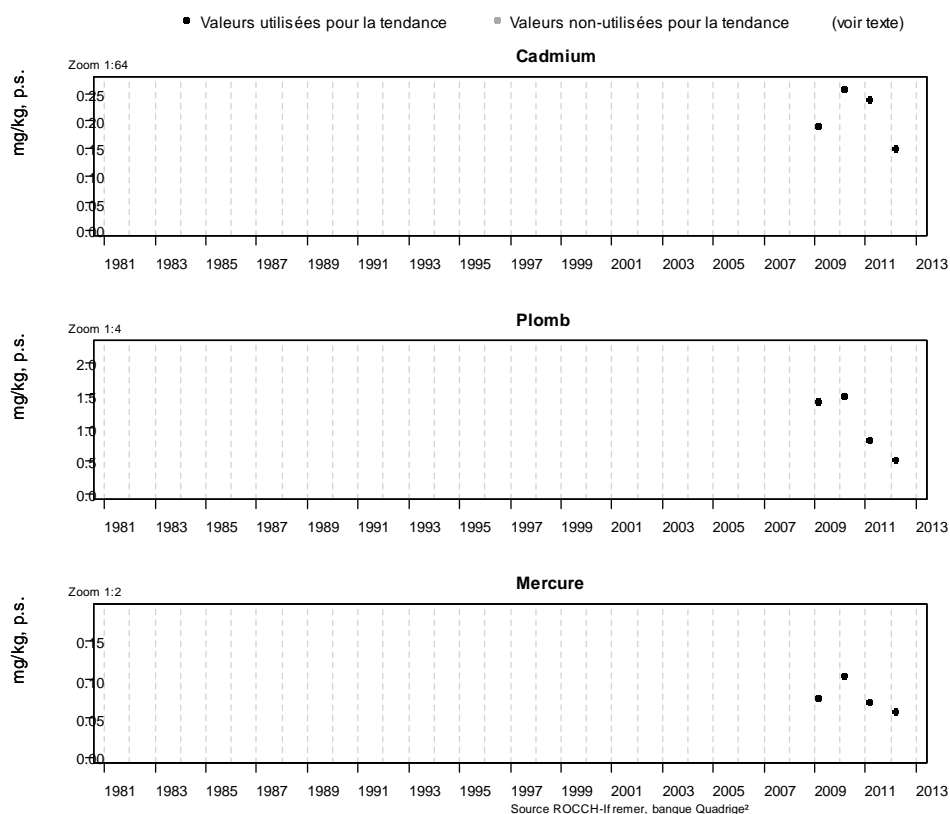 Valeurs utilisées pour la tendance Valeurs non-utilisées pour la tendance (voir texte)
Cadmium
Zoom 1:64
mg/kg, p.s.
0.25
0.20
0.15
0.10
0.05
0.00
1981 1983 1985 1987 1989 1991 1993 1995 1997 1999 2001 2003 2005 2007 2009 2011 2013
Plomb
Zoom 1:4
mg/kg, p.s.
2.0
1.5
1.0
0.5
0.0
1981 1983 1985 1987 1989 1991 1993 1995 1997 1999 2001 2003 2005 2007 2009 2011 2013
Mercure
Zoom 1:2
mg/kg, p.s.
0.15
0.10
0.05
0.00
1981 1983 1985 1987 1989 1991 1993 1995 1997 1999 2001 2003 2005 2007 2009 2011 2013
Source ROCCH-Ifremer, banque Quadrige²